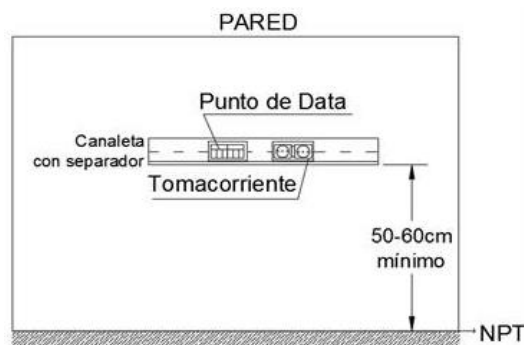 PARED
Punto de Data
Canaleta
con separador
Tomacorriente
50-60cm
mínimo
NPT